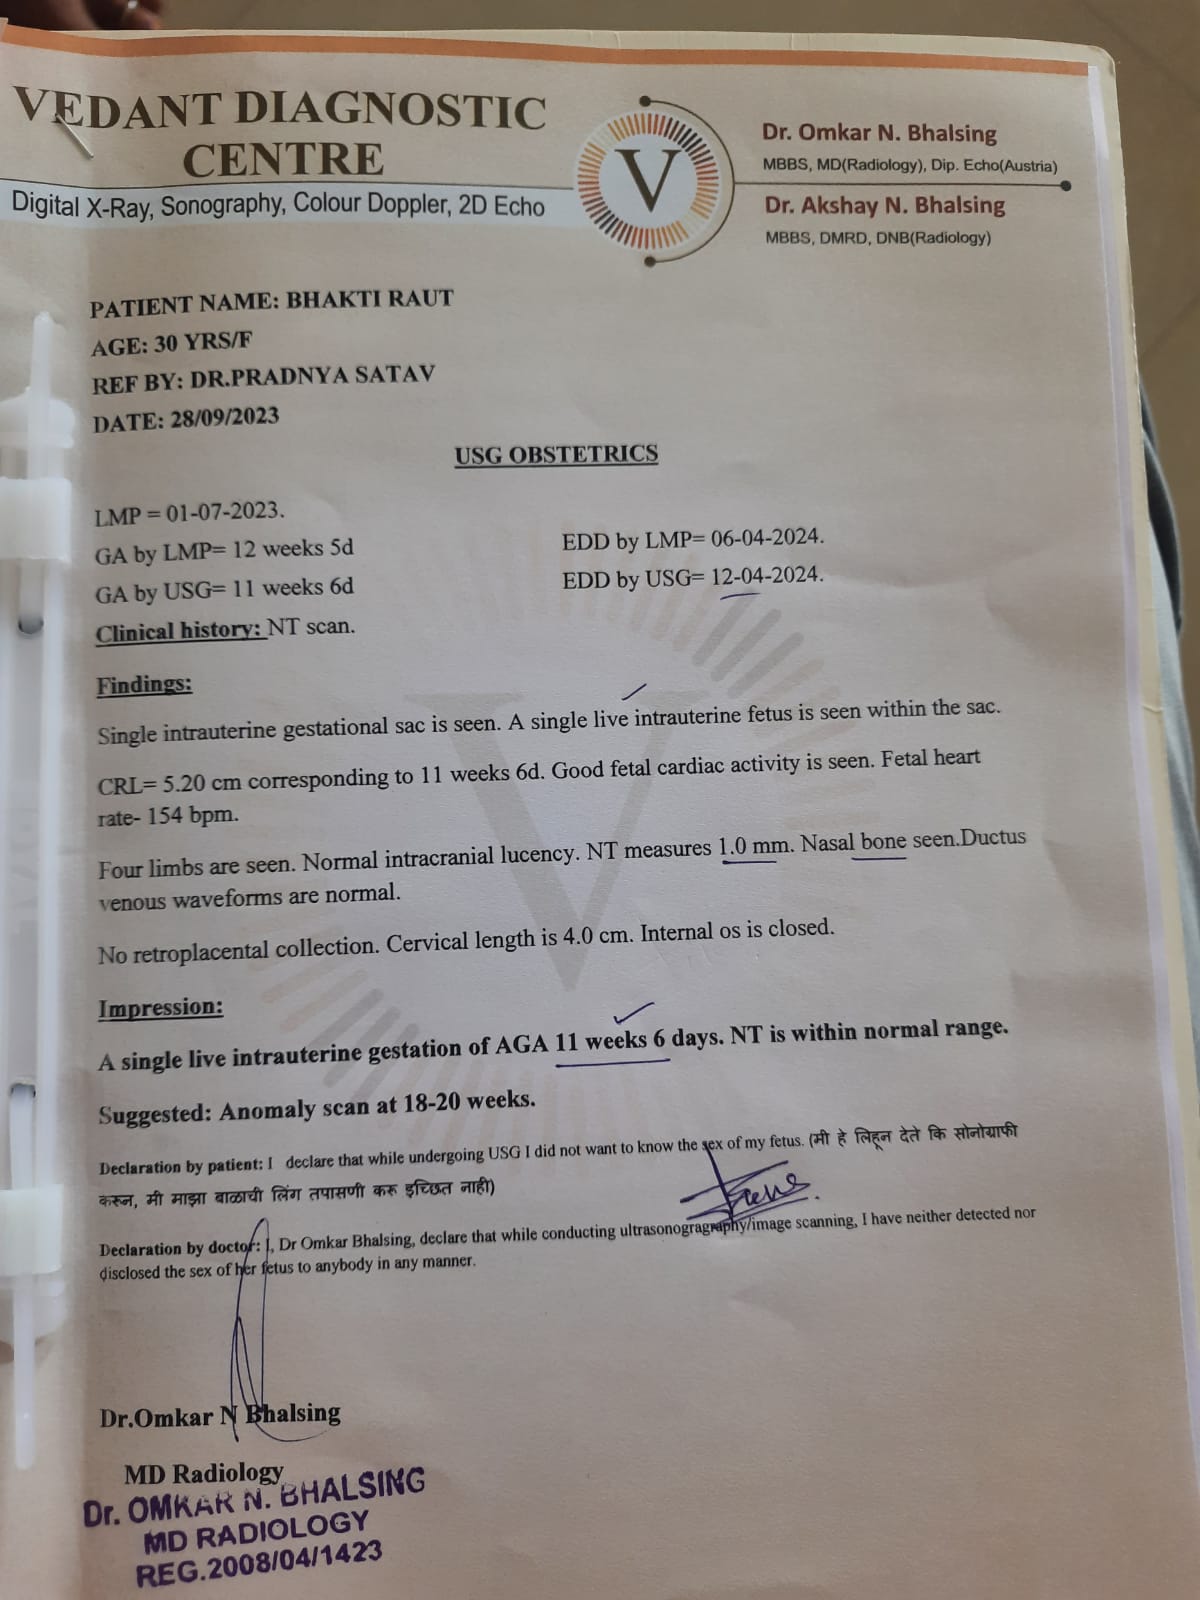 VEDANT DIAGNOSTIC
CENTRE
Digital X-Ray, Sonography, Colour Doppler, 2D Echo
V
Dr. Omkar N. Bhalsing
MBBS, MD(Radiology), Dip. Echo(Austria)
Dr. Akshay N. Bhalsing
MBBS, DMRD, DNB(Radiology)
PATIENT NAME: BHAKTI RAUT
AGE: 30 YRS/F
REF BY: DR.PRADNYA SATAV
DATE: 28/09/2023
USG OBSTETRICS
LMP = 01-07-2023.
GA by LMP= 12 weeks 5d
EDD by LMP= 06-04-2024.
GA by USG= 11 weeks 6d
EDD by USG= 12-04-2024.
Clinical history: NT scan.
Findings:
Single intrauterine gestational sac is seen. A single live intrauterine fetus is seen within the sac.
CRL= 5.20 cm corresponding to 11 weeks 6d. Good fetal cardiac activity is seen. Fetal heart
rate- 154 bpm.
Four limbs are seen. Normal intracranial lucency. NT measures 1.0 mm. Nasal bone seen.Ductus
venous waveforms are normal.
No retroplacental collection. Cervical length is 4.0 cm. Internal os is closed.
Impression:
A single live intrauterine gestation of AGA 11 weeks 6 days. NT is within normal range.
Suggested: Anomaly scan at 18-20 weeks.
Declaration by patient: I declare that while undergoing USG I did not want to know the sex of my fetus. (मी हे लिहून देते कि सोनोग्राफी
करून, मी माझा बाळाची लिंग तपासणी करू इच्छित नाही)
Declaration by doctor: I, Dr Omkar Bhalsing, declare that while conducting ultrasonogragraphy/image scanning, I have neither detected nor
disclosed the sex of her fetus to anybody in any manner.
Dr.Omkar N Bhalsing
MD Radiology
Dr. OMKAR N. BHALSING
MD RADIOLOGY
REG.2008/04/1423